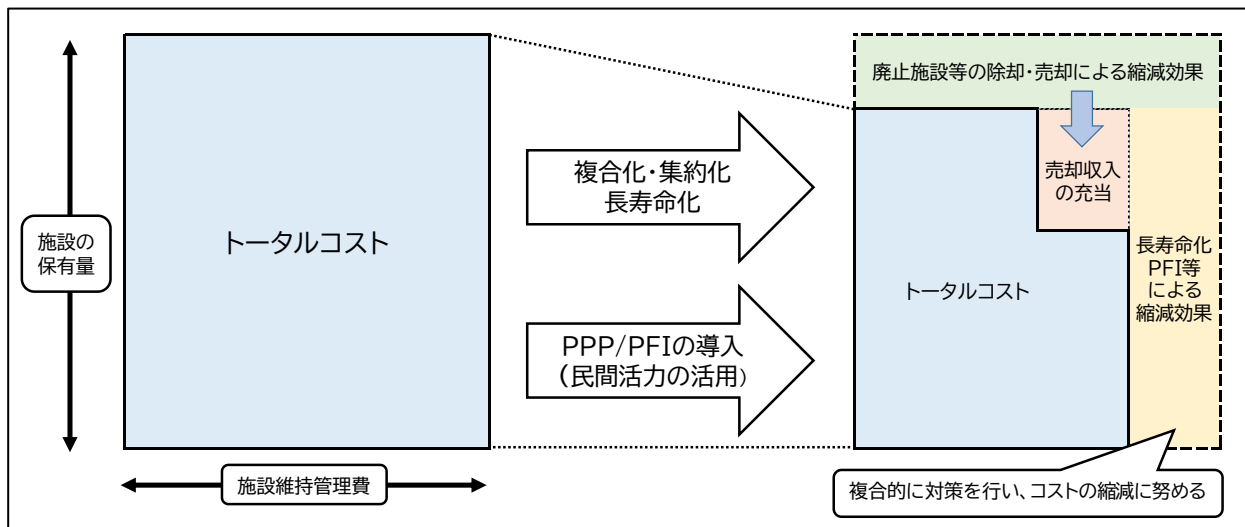 施設の
保有量
トータルコスト
施設維持管理費
複合化・集約化
長寿命化
PPP/PFIの導入
(民間活力の活用)
廃止施設等の除却・売却による縮減効果
売却収入
の充当
トータルコスト
長寿命化
PFI等
による
縮減効果
複合的に対策を行い、コストの縮減に努める